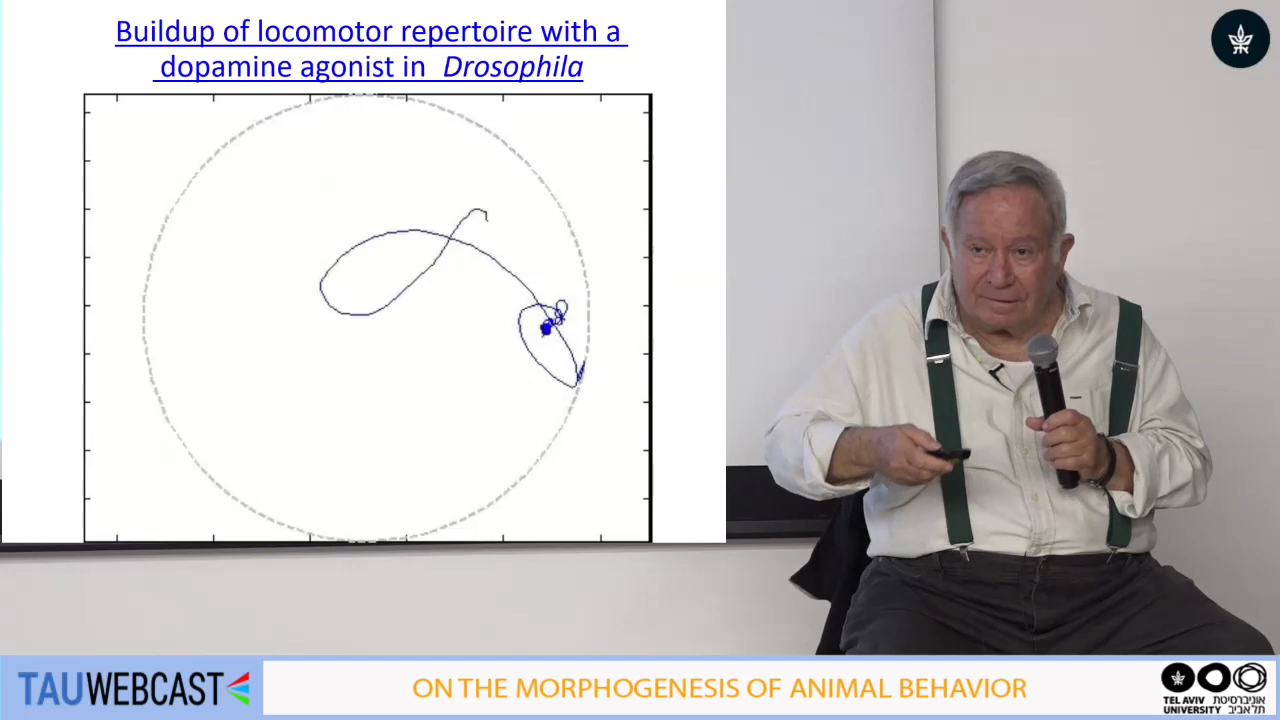 Buildup of locomotor repertoire with a
dopamine agonist in Drosophila
TAUWEBCAST
ON THE MORPHOGENESIS OF ANIMAL BEHAVIOR
TEL AVIV UNIVERSITY
אוניברסיטת תל אביב